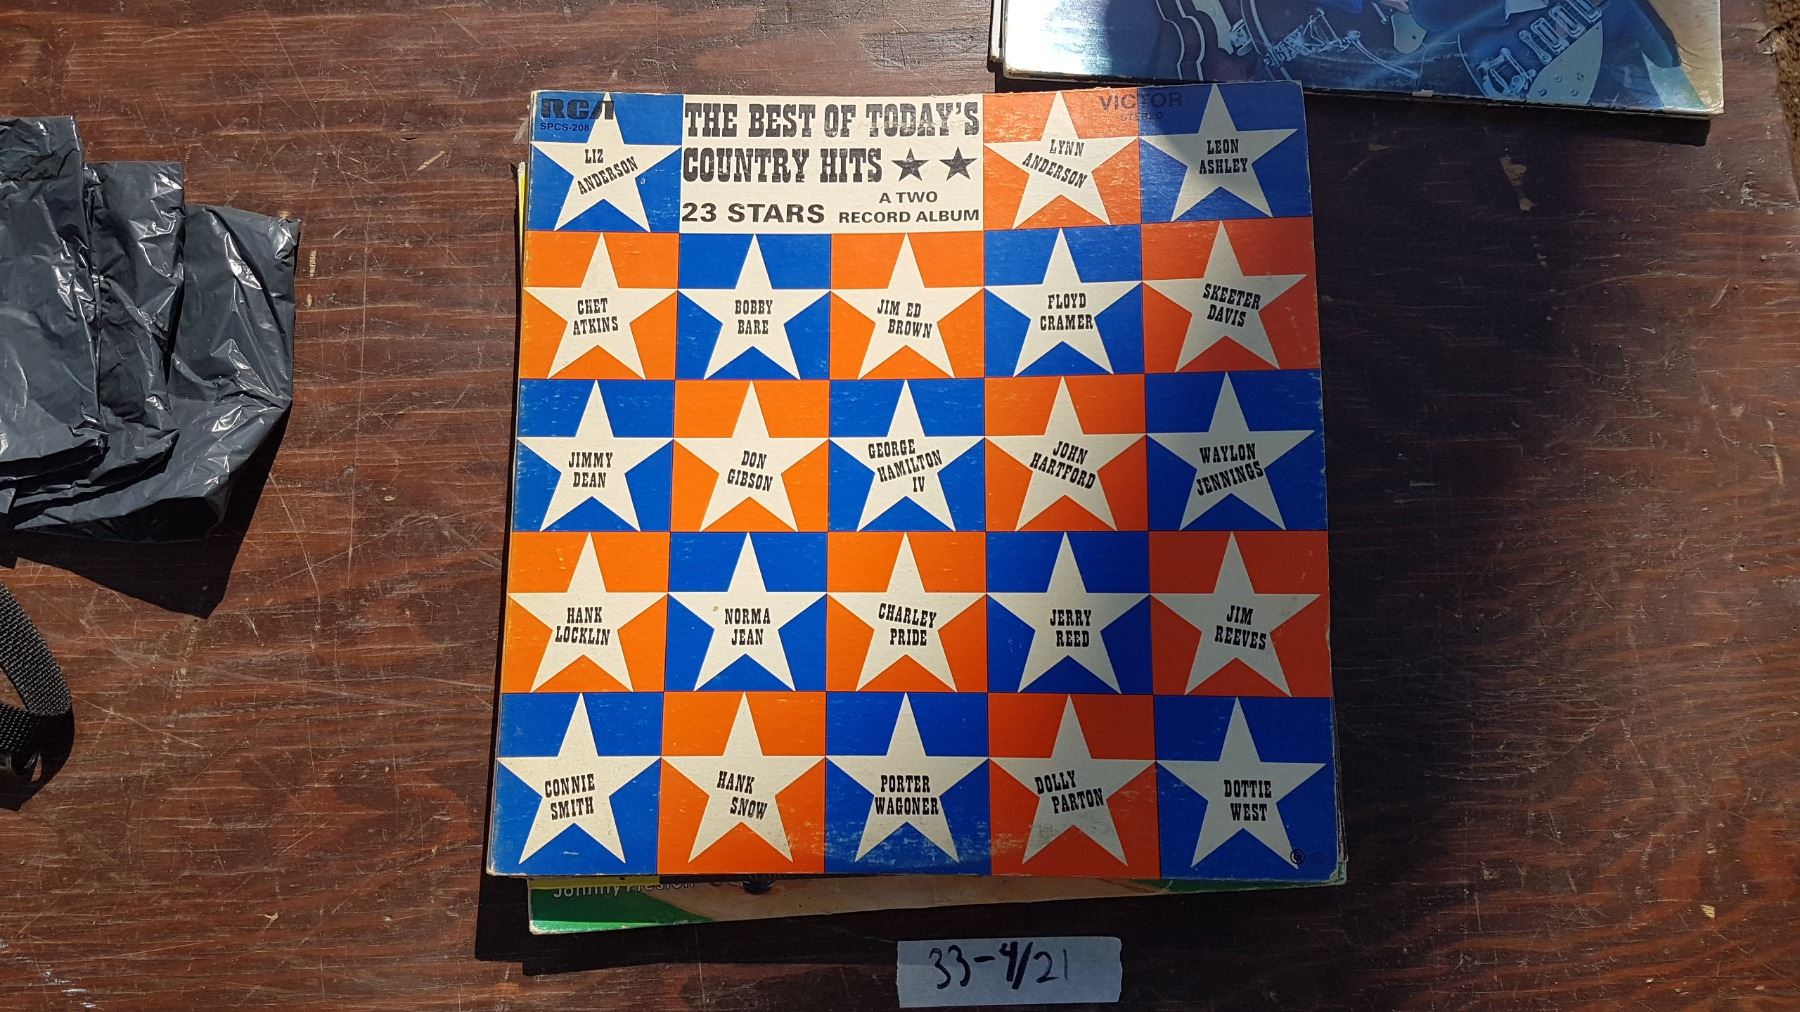 RCA
SPCS-208
THE BEST OF TODAY'S
COUNTRY HITS ★ ★
23 STARS
A TWO
RECORD ALBUM
VICTOR
STEREO
LIZ
ANDERSON
LYNN
ANDERSON
LEON
ASHLEY
CHET
ATKINS
BOBBY
BARE
JIM ED
BROWN
FLOYD
CRAMER
SKEETER
DAVIS
JIMMY
DEAN
DON
GIBSON
GEORGE
HAMILTON
IV
JOHN
HARTFORD
WAYLON
JENNINGS
HANK
LOCKLIN
NORMA
JEAN
CHARLEY
PRIDE
JERRY
REED
JIM
REEVES
CONNIE
SMITH
HANK
SNOW
PORTER
WAGONER
DOLLY
PARTON
DOTTIE
WEST
Johnny Preston
33-4/21